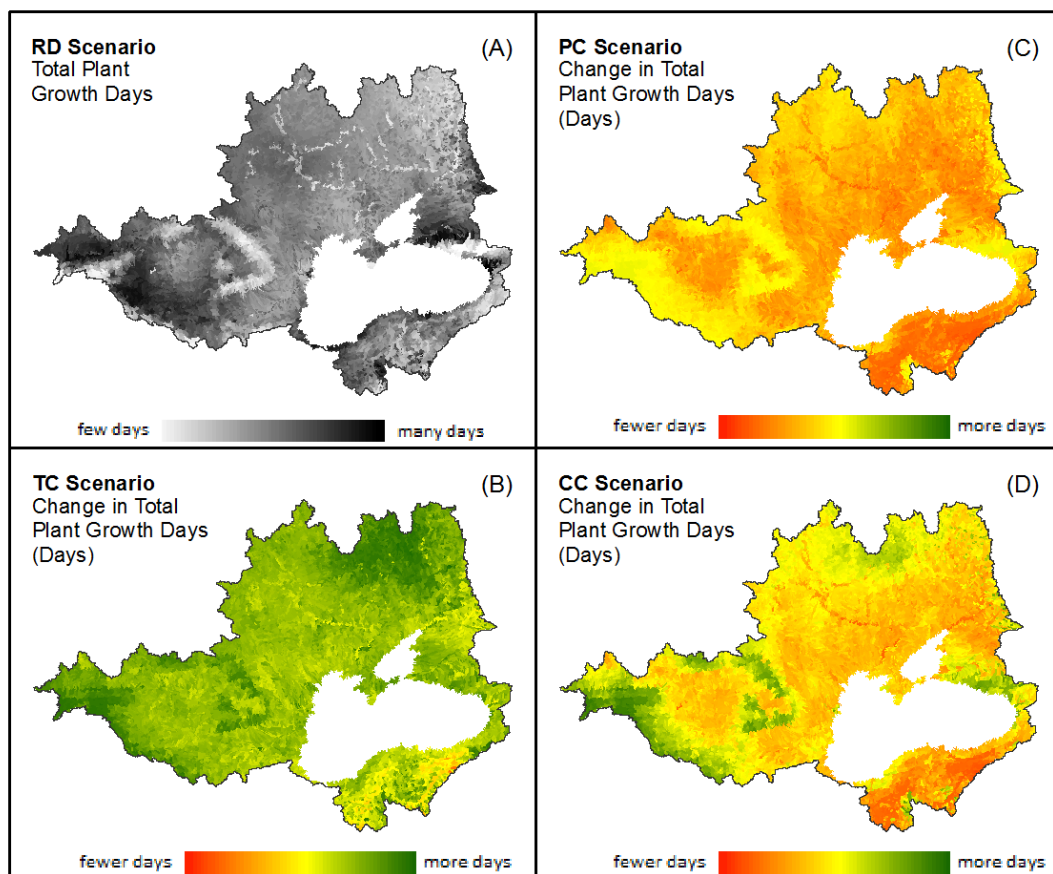 RD Scenario
(A)
Total Plant
Growth Days
few days
many days
PC Scenario
(C)
Change in Total
Plant Growth Days
(Days)
fewer days
more days
TC Scenario
(B)
Change in Total
Plant Growth Days
(Days)
fewer days
more days
CC Scenario
(D)
Change in Total
Plant Growth Days
(Days)
fewer days
more days